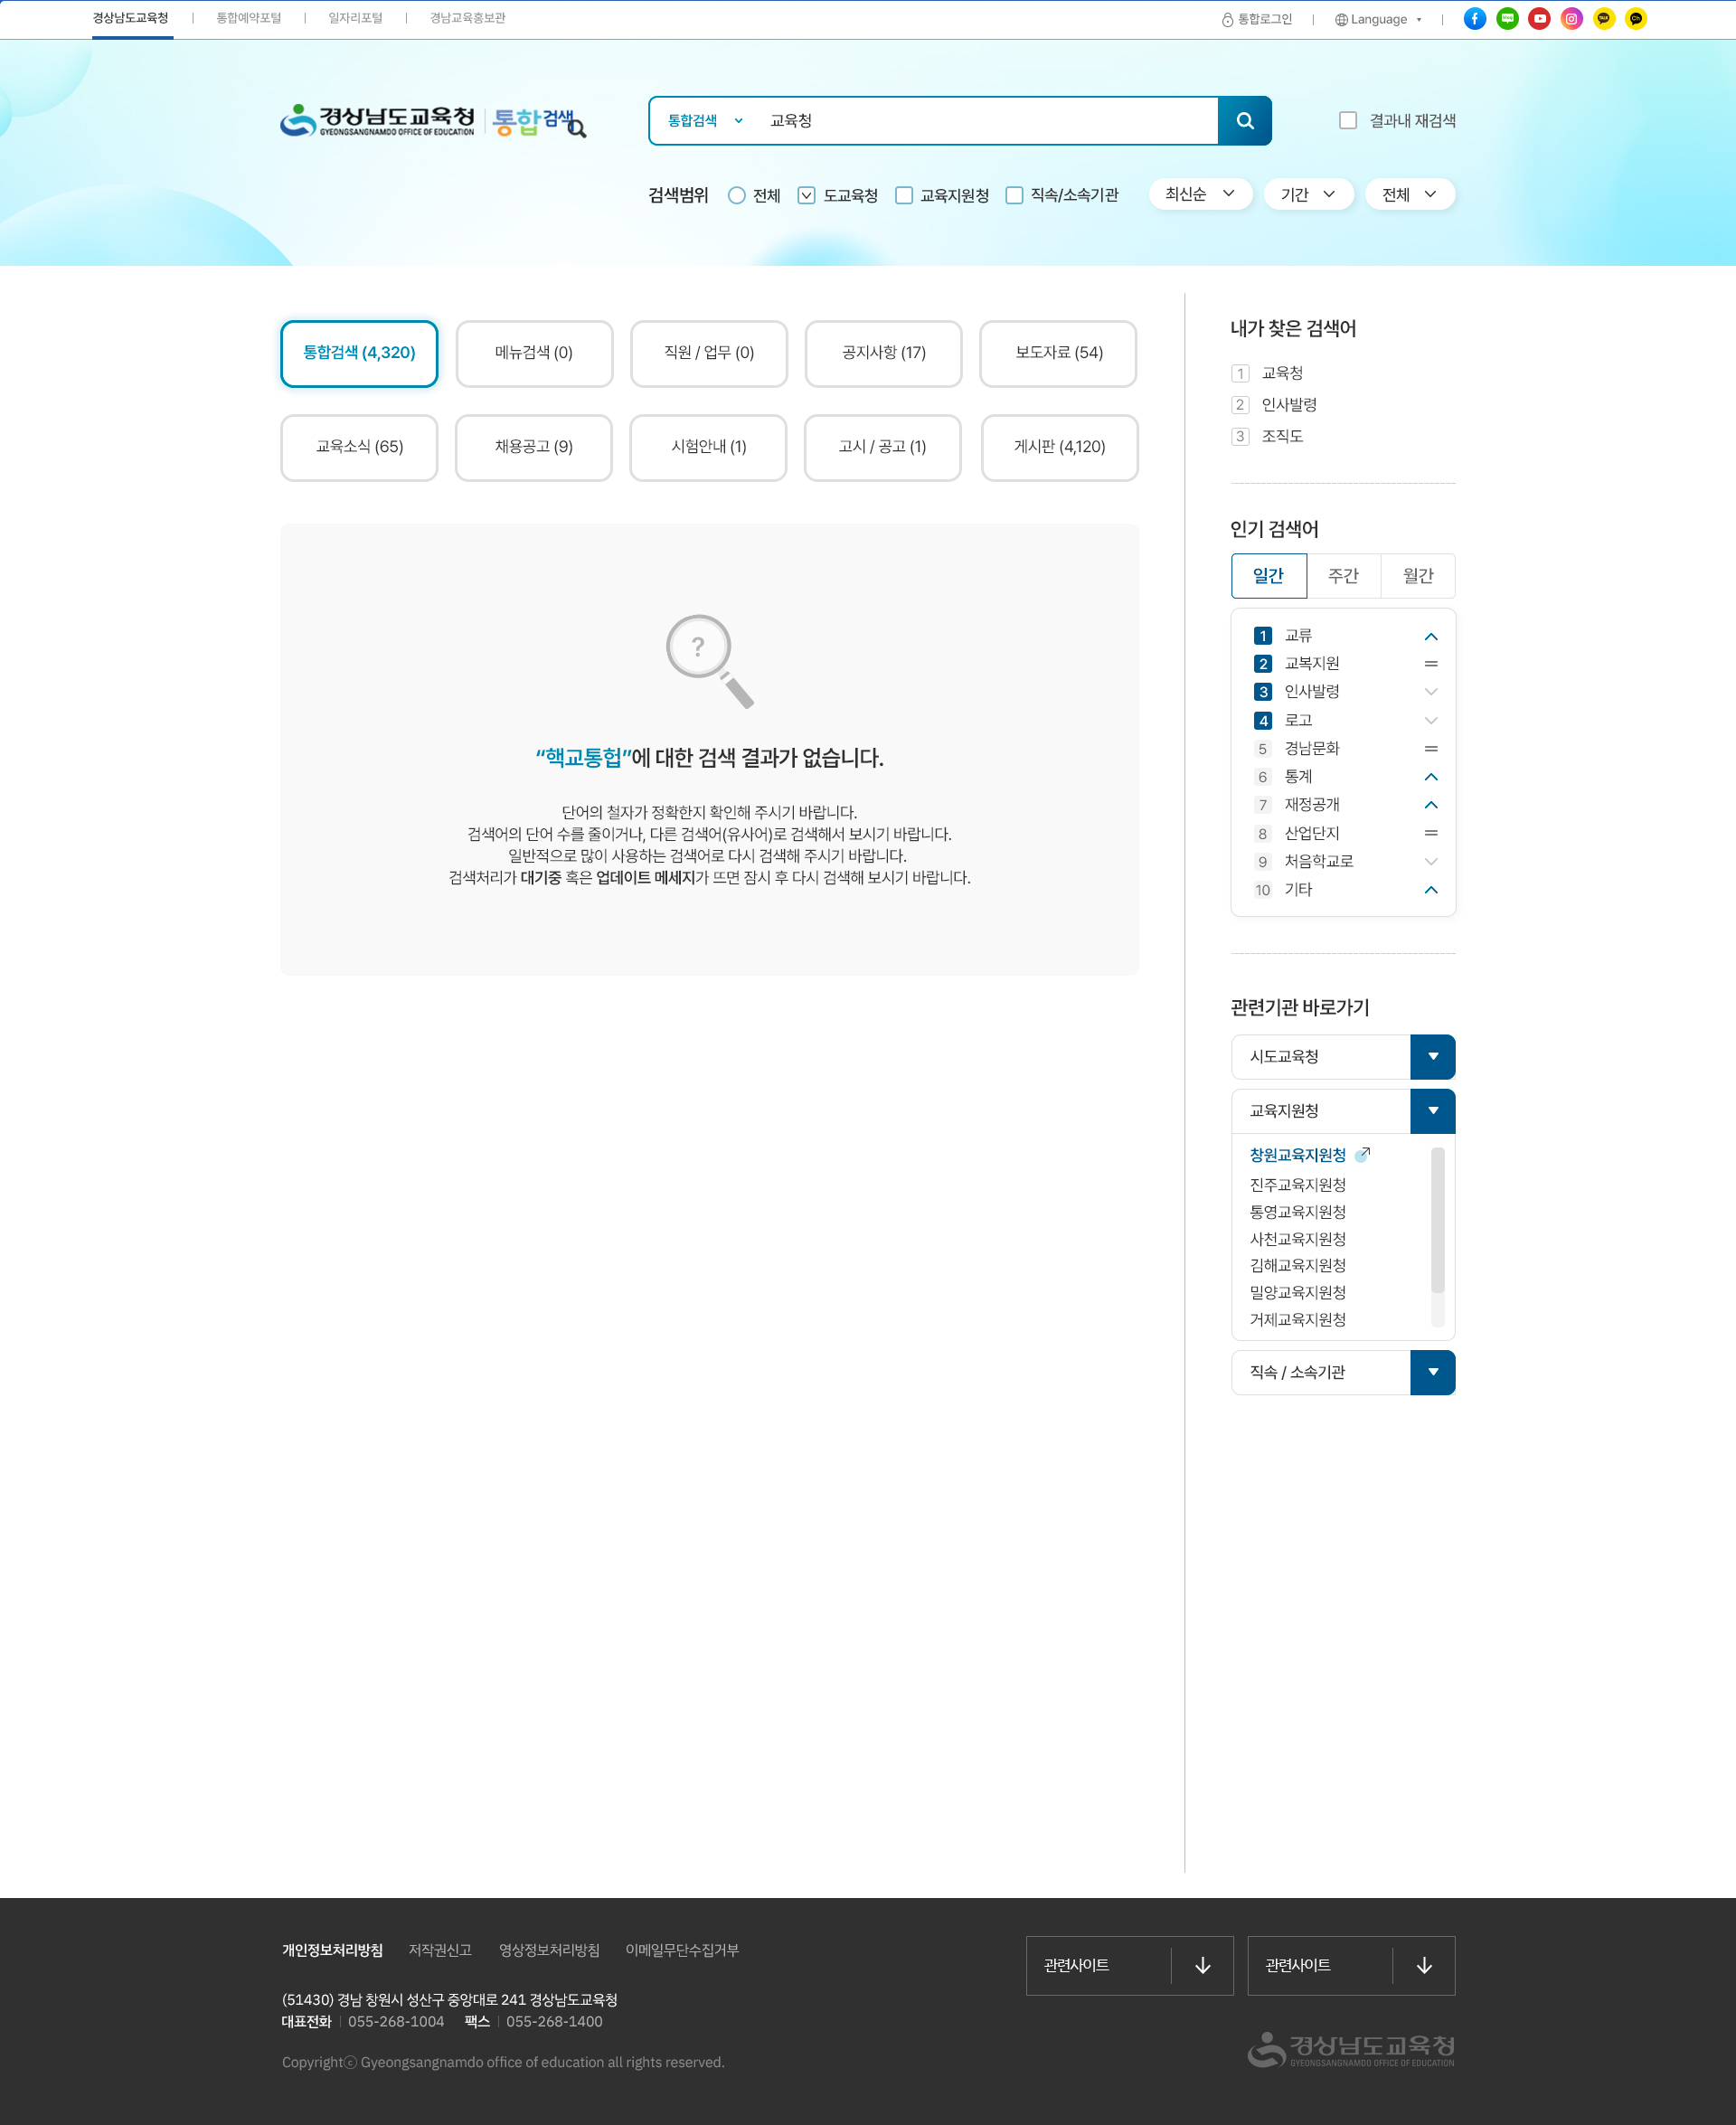 경상남도교육청 통합예약포털 일자리포털 경남교육홍보관 통합로그인 Language
경상남도교육청 GYEONGSANGNAMDO OFFICE OF EDUCATION 통합검색
통합검색 교육청 결과내 재검색
검색범위 전체 도교육청 교육지원청 직속/소속기관 최신순 기간 전체
통합검색 (4,320) 메뉴검색 (0) 직원 / 업무 (0) 공지사항 (17) 보도자료 (54)
교육소식 (65) 채용공고 (9) 시험안내 (1) 고시 / 공고 (1) 게시판 (4,120)
?
“핵교통헙”에 대한 검색 결과가 없습니다.
단어의 철자가 정확한지 확인해 주시기 바랍니다.
검색어의 단어 수를 줄이거나, 다른 검색어(유사어)로 검색해서 보시기 바랍니다.
일반적으로 많이 사용하는 검색어로 다시 검색해 주시기 바랍니다.
검색처리가 대기중 혹은 업데이트 메세지가 뜨면 잠시 후 다시 검색해 보시기 바랍니다.
내가 찾은 검색어
1 교육청
2 인사발령
3 조직도
인기 검색어
일간 주간 월간
1 교류
2 교복지원
3 인사발령
4 로고
5 경남문화
6 통계
7 재정공개
8 산업단지
9 처음학교로
10 기타
관련기관 바로가기
시도교육청
교육지원청
창원교육지원청
진주교육지원청
통영교육지원청
사천교육지원청
김해교육지원청
밀양교육지원청
거제교육지원청
직속 / 소속기관
개인정보처리방침 저작권신고 영상정보처리방침 이메일무단수집거부
관련사이트 관련사이트
(51430) 경남 창원시 성산구 중앙대로 241 경상남도교육청
대표전화 055-268-1004 팩스 055-268-1400
Copyrightⓒ Gyeongsangnamdo office of education all rights reserved.
경상남도교육청
GYEONGSANGNAMDO OFFICE OF EDUCATION